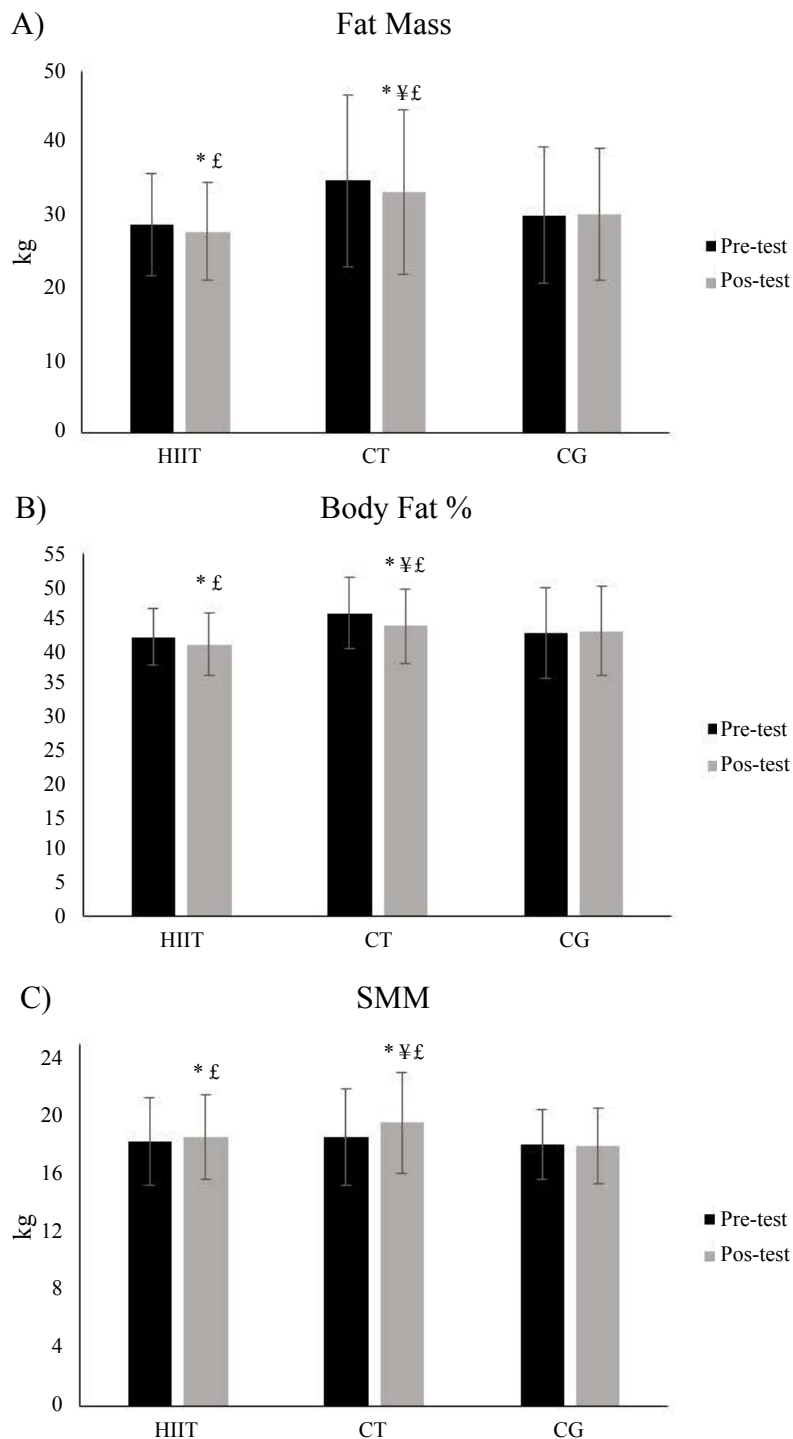 A)
Fat Mass
50
40
30
20
10
0
kg
* £
* ¥£
HIIT
CT
CG
Pre-test
Pos-test
B)
Body Fat %
55
50
45
40
35
30
25
20
15
10
5
0
* £
* ¥£
HIIT
CT
CG
Pre-test
Pos-test
C)
SMM
24
20
16
12
8
4
0
kg
* £
* ¥£
HIIT
CT
CG
Pre-test
Pos-test